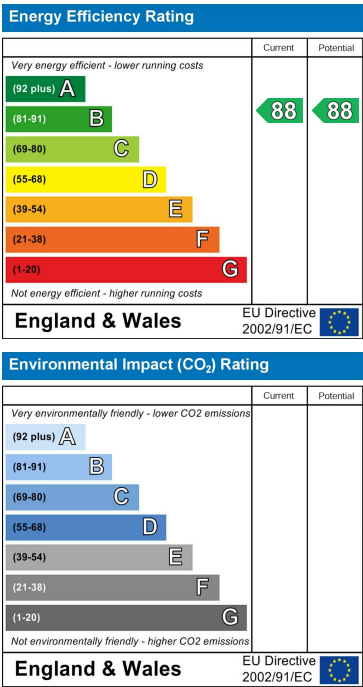 Energy Efficiency Rating
Current Potential
Very energy efficient - lower running costs
(92 plus) A
(81-91) B 88 88
(69-80) C
(55-68) D
(39-54) E
(21-38) F
(1-20) G
Not energy efficient - higher running costs
England & Wales EU Directive
2002/91/EC
Environmental Impact (CO₂) Rating
Current Potential
Very environmentally friendly - lower CO2 emissions
(92 plus) A
(81-91) B
(69-80) C
(55-68) D
(39-54) E
(21-38) F
(1-20) G
Not environmentally friendly - higher CO2 emissions
England & Wales EU Directive
2002/91/EC